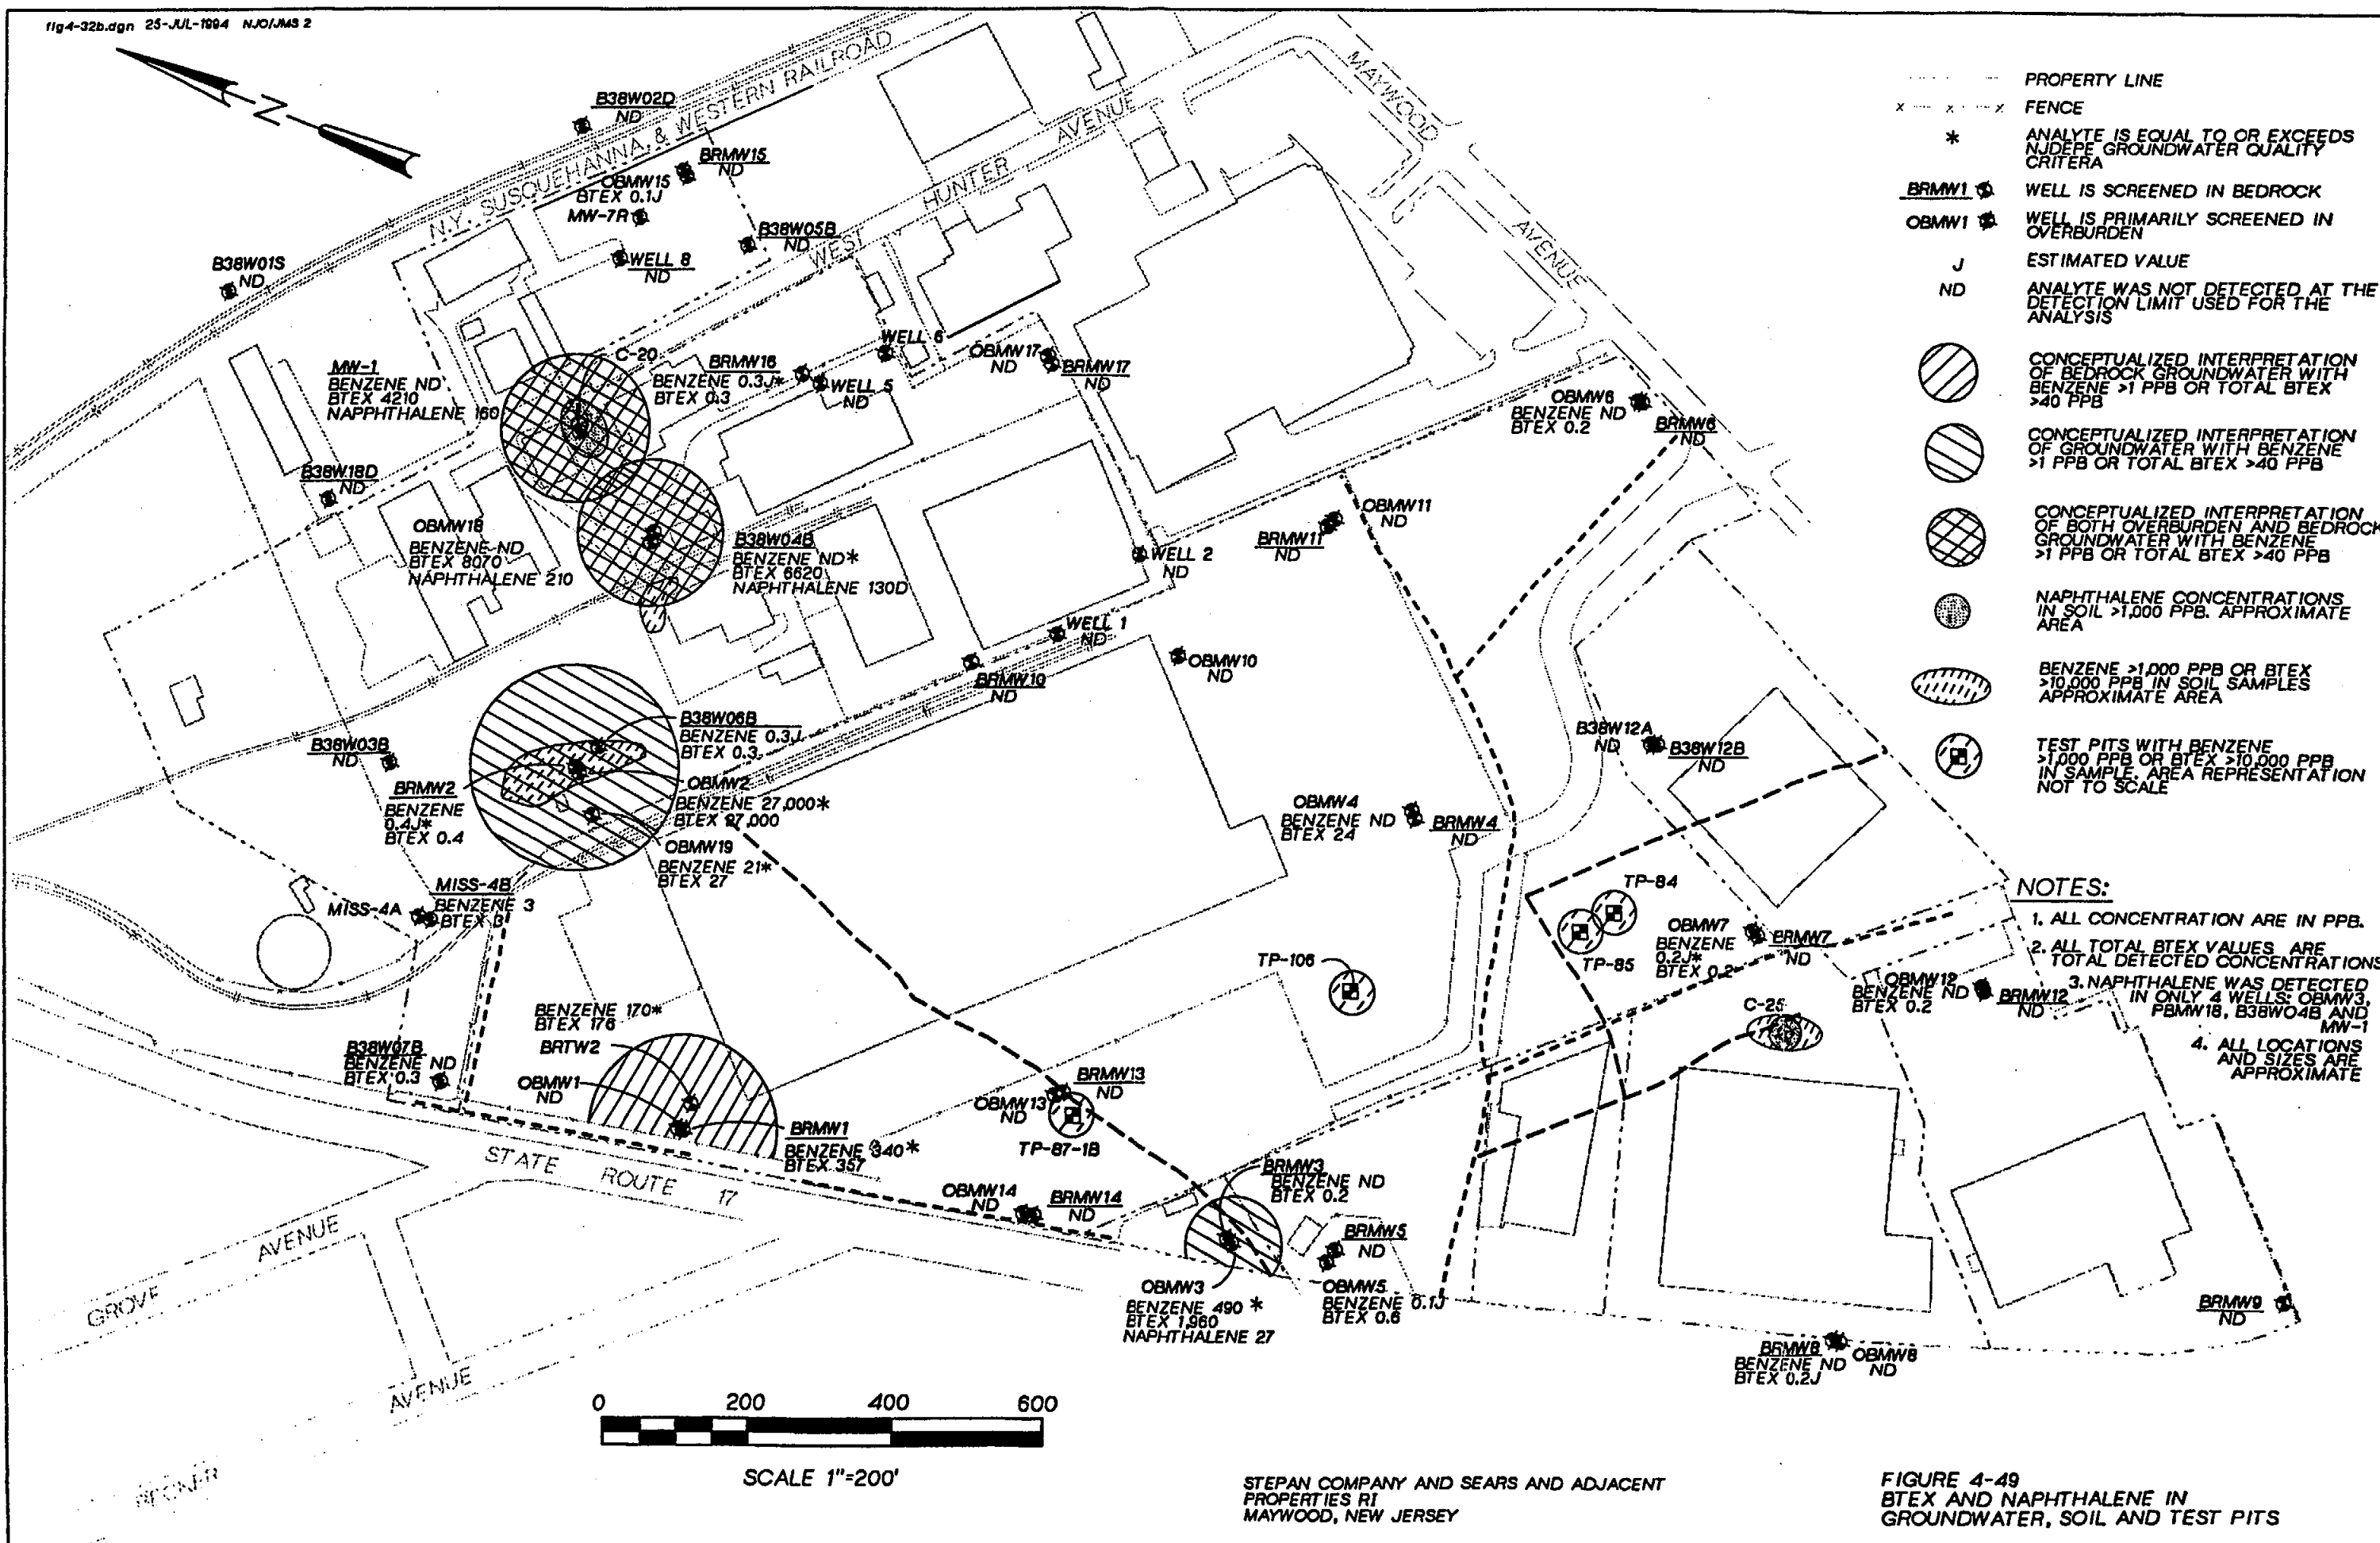 fig4-32b.dgn 25-JUL-1994 NJO/JMS 2
N
N.Y. SUSQUEHANNA, & WESTERN RAILROAD
WEST HUNTER AVENUE
MAYWOOD AVENUE
B38W02D
ND
BRMW15
ND
OBMW15
BTEX 0.1J
MW-7R
B38W05B
ND
WELL 8
ND
B38W01S
ND
C-20
MW-1
BENZENE ND
BTEX 4210
NAPPHTHALENE 160
BRMW16
BENZENE 0.3J*
BTEX 0.3
WELL 6
WELL 5
ND
OBMW17
ND
BRMW17
ND
OBMW6
BENZENE ND
BTEX 0.2
BRMW6
ND
B38W18D
ND
OBMW18
BENZENE ND
BTEX 8070
NAPHTHALENE 210
B38W04B
BENZENE ND*
BTEX 6620
NAPHTHALENE 130D
OBMW11
ND
BRMW11
ND
WELL 2
ND
WELL 1
ND
OBMW10
ND
BRMW10
ND
B38W06B
BENZENE 0.3J
BTEX 0.3
B38W03B
ND
BRMW2
BENZENE
0.4J*
BTEX 0.4
OBMW2
BENZENE 27,000*
BTEX 27,000
OBMW19
BENZENE 21*
BTEX 27
B38W12A
ND
B38W12B
ND
OBMW4
BENZENE ND
BTEX 24
BRMW4
ND
MISS-4B
BENZENE 3
BTEX 3
MISS-4A
TP-84
TP-85
OBMW7
BENZENE
0.2J*
BTEX 0.2
BRMW7
ND
TP-106
OBMW12
BENZENE ND
BTEX 0.2
BRMW12
ND
C-25
BENZENE 170*
BTEX 176
BRTW2
B38W07B
BENZENE ND
BTEX 0.3
OBMW1
ND
BRMW1
BENZENE 340*
BTEX 357
BRMW13
ND
OBMW13
ND
TP-87-1B
OBMW14
ND
BRMW14
ND
BRMW3
BENZENE ND
BTEX 0.2
BRMW5
ND
OBMW5
BENZENE 0.1J
BTEX 0.6
OBMW3
BENZENE 490 *
BTEX 1,960
NAPHTHALENE 27
BRMW9
ND
BRMW8
BENZENE ND
BTEX 0.2J
OBMW8
ND
STATE ROUTE 17
GROVE AVENUE
AVENUE
PROPERTY LINE
x x x x FENCE
* ANALYTE IS EQUAL TO OR EXCEEDS
NJDEPE GROUNDWATER QUALITY
CRITERA
BRMW1 WELL IS SCREENED IN BEDROCK
OBMW1 WELL IS PRIMARILY SCREENED IN
OVERBURDEN
J ESTIMATED VALUE
ND ANALYTE WAS NOT DETECTED AT THE
DETECTION LIMIT USED FOR THE
ANALYSIS
CONCEPTUALIZED INTERPRETATION
OF BEDROCK GROUNDWATER WITH
BENZENE >1 PPB OR TOTAL BTEX
>40 PPB
CONCEPTUALIZED INTERPRETATION
OF GROUNDWATER WITH BENZENE
>1 PPB OR TOTAL BTEX >40 PPB
CONCEPTUALIZED INTERPRETATION
OF BOTH OVERBURDEN AND BEDROCK
GROUNDWATER WITH BENZENE
>1 PPB OR TOTAL BTEX >40 PPB
NAPHTHALENE CONCENTRATIONS
IN SOIL >1,000 PPB. APPROXIMATE
AREA
BENZENE >1,000 PPB OR BTEX
>10,000 PPB IN SOIL SAMPLES
APPROXIMATE AREA
TEST PITS WITH BENZENE
>1,000 PPB OR BTEX >10,000 PPB
IN SAMPLE. AREA REPRESENTATION
NOT TO SCALE
NOTES:
1. ALL CONCENTRATION ARE IN PPB.
2. ALL TOTAL BTEX VALUES ARE
TOTAL DETECTED CONCENTRATIONS
3. NAPHTHALENE WAS DETECTED
IN ONLY 4 WELLS: OBMW3,
PBMW18, B38W04B AND
MW-1
4. ALL LOCATIONS
AND SIZES ARE
APPROXIMATE
0 200 400 600
SCALE 1"=200'
STEPAN COMPANY AND SEARS AND ADJACENT
PROPERTIES RI
MAYWOOD, NEW JERSEY
FIGURE 4-49
BTEX AND NAPHTHALENE IN
GROUNDWATER, SOIL AND TEST PITS